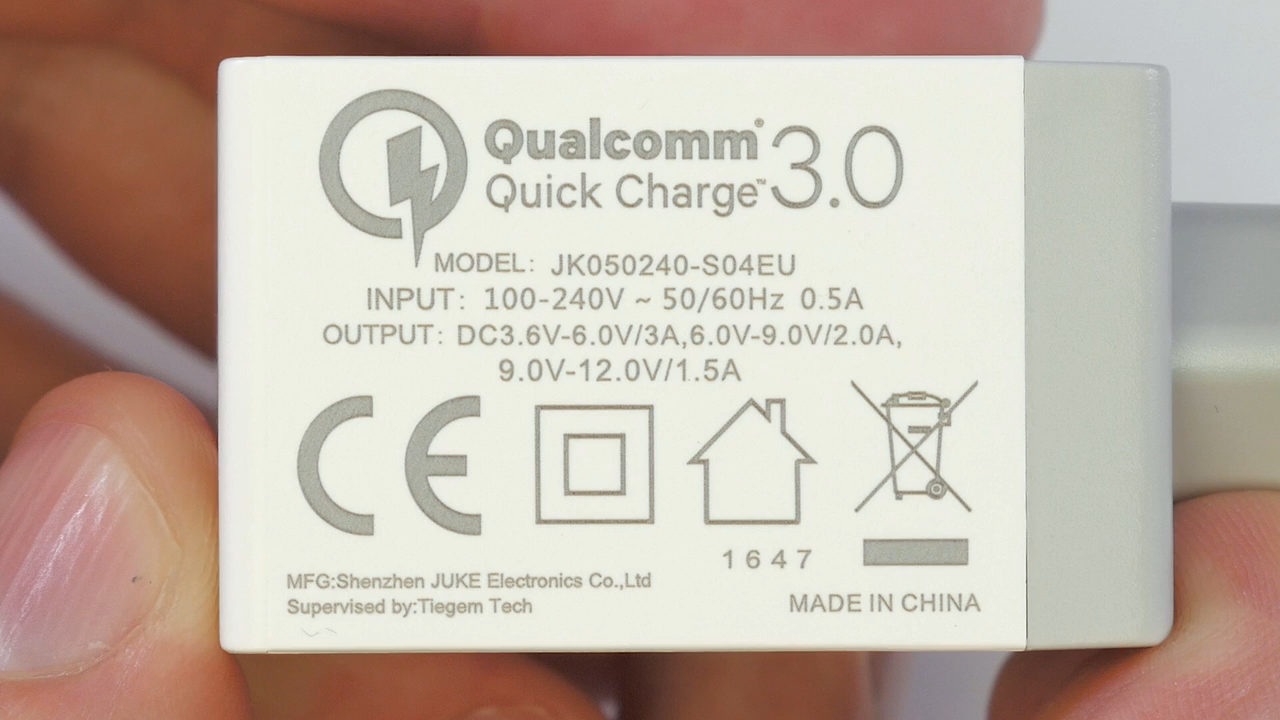 Qualcomm® 3.0
Quick Charge™
MODEL: JK050240-S04EU
INPUT: 100-240V ~ 50/60Hz 0.5A
OUTPUT: DC3.6V-6.0V/3A,6.0V-9.0V/2.0A,
9.0V-12.0V/1.5A
CE
1647
MFG:Shenzhen JUKE Electronics Co.,Ltd
Supervised by:Tiegem Tech
MADE IN CHINA